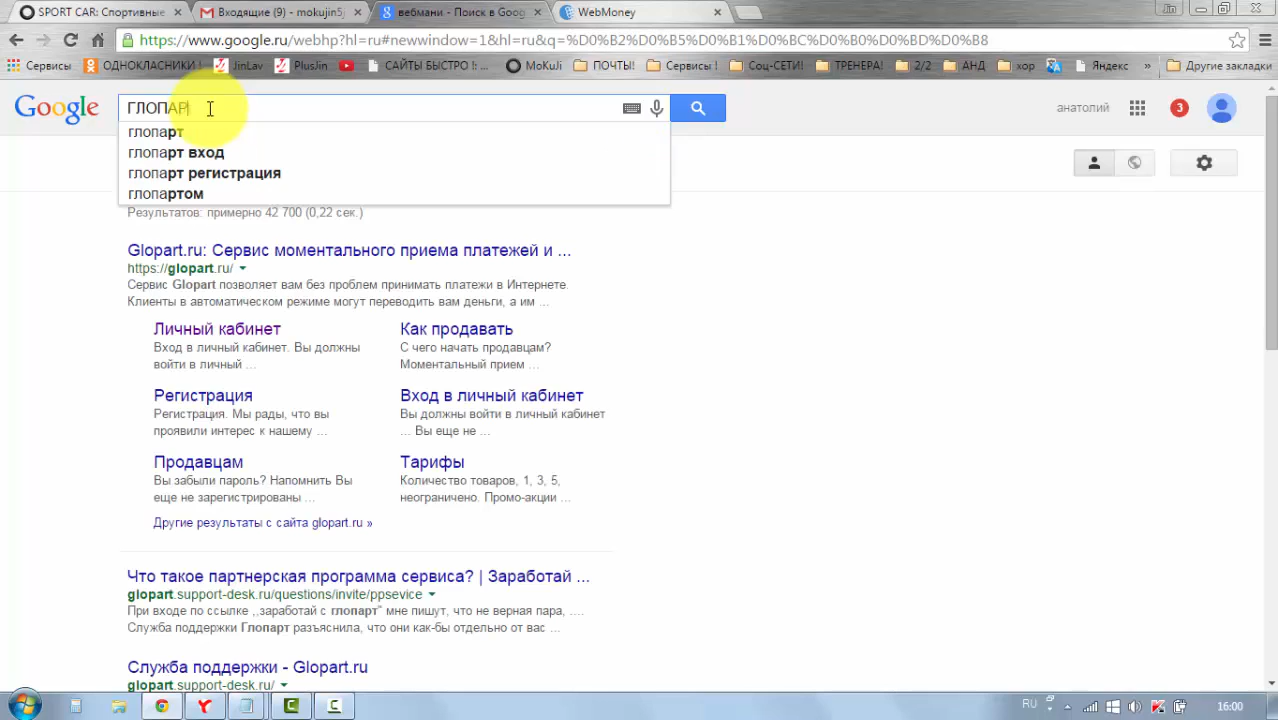 SPORT CAR: Спортивные
Входящие (9) - mokujin5j
вебмани - Поиск в Goog
WebMoney
https://www.google.ru/webhp?hl=ru#newwindow=1&hl=ru&q=%D0%B2%D0%B5%D0%B1%D0%BC%D0%B0%D0%BD%D0%B8
Сервисы ОДНОКЛАСНИКИ ! JinLav PlusJin САЙТЫ БЫСТРО !: ... MoKuJi ПОЧТЫ! Сервисы ! Соц-СЕТИ! ТРЕНЕРА! 2/2 АНД хор Яндекс » Другие закладки
Google ГЛОПАР анатолий 3
глопарт
глопарт вход
глопарт регистрация
глопартом
Результатов: примерно 42 700 (0,22 сек.)
Glopart.ru: Сервис моментального приема платежей и ...
https://glopart.ru/
Сервис Glopart позволяет вам без проблем принимать платежи в Интернете.
Клиенты в автоматическом режиме могут переводить вам деньги, а им ...
Личный кабинет
Вход в личный кабинет. Вы должны
войти в личный ...
Как продавать
С чего начать продавцам?
Моментальный прием ...
Регистрация
Регистрация. Мы рады, что вы
проявили интерес к нашему ...
Вход в личный кабинет
Вы должны войти в личный кабинет
... Вы еще не ...
Продавцам
Вы забыли пароль? Напомнить Вы
еще не зарегистрированы ...
Тарифы
Количество товаров, 1, 3, 5,
неограничено. Промо-акции ...
Другие результаты с сайта glopart.ru »
Что такое партнерская программа сервиса? | Заработай ...
glopart.support-desk.ru/questions/invite/ppsevice
При входе по ссылке ,,заработай с глопарт" мне пишут, что не верная пара, ....
Служба поддержки Глопарт разъяснила, что они как-бы отдельно от вас ...
Служба поддержки - Glopart.ru
glopart.support-desk.ru/
RU 16:00